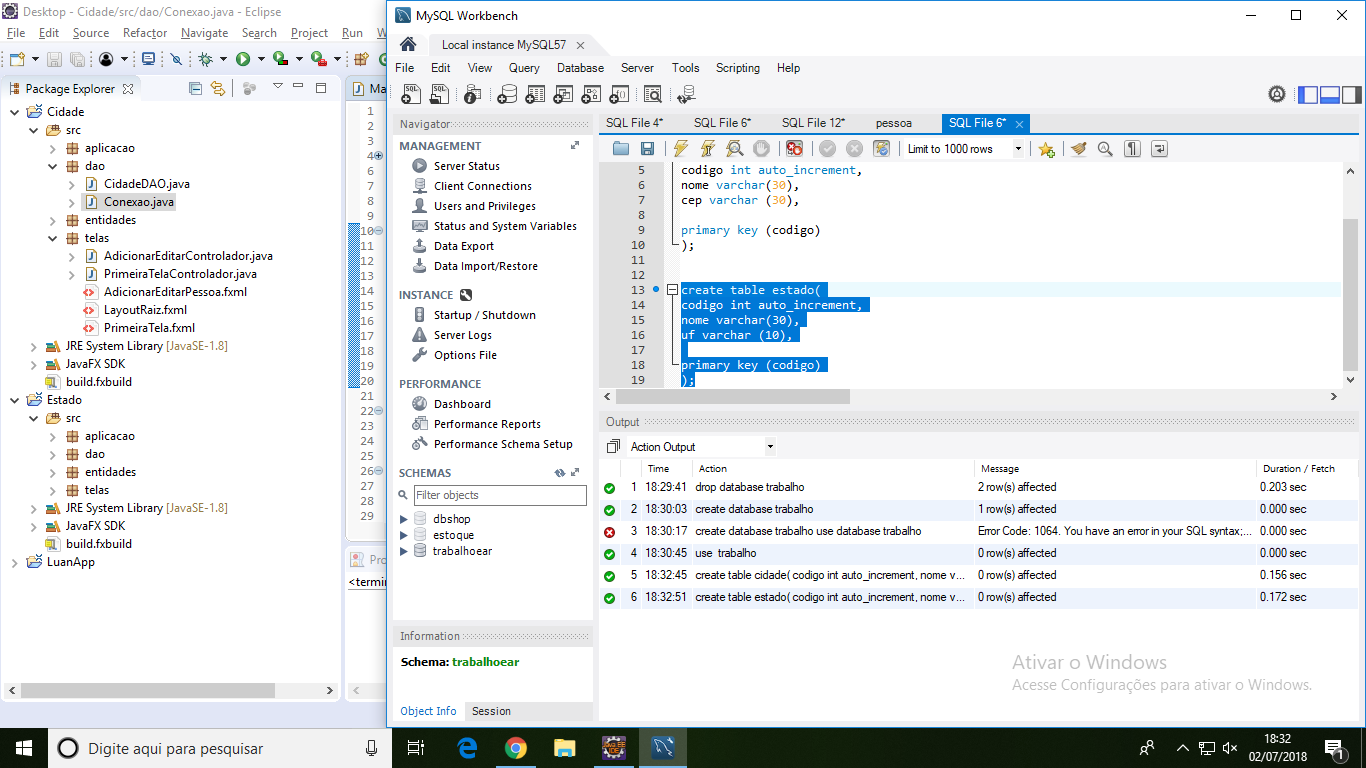 Desktop - Cidade/src/dao/Conexao.java - Eclipse
File Edit Source Refactor Navigate Search Project Run
Package Explorer
Cidade
src
aplicacao
dao
CidadeDAO.java
Conexao.java
entidades
telas
AdicionarEditarControlador.java
PrimeiraTelaControlador.java
AdicionarEditarPessoa.fxml
LayoutRaiz.fxml
PrimeiraTela.fxml
JRE System Library [JavaSE-1.8]
JavaFX SDK
build.fxbuild
Estado
src
aplicacao
dao
entidades
telas
JRE System Library [JavaSE-1.8]
JavaFX SDK
build.fxbuild
LuanApp
Ma
1
2
3
4
6
7
8
9
10
11
12
13
14
15
16
17
18
19
20
21
22
23
24
25
26
27
28
29
Pro
<termin
MySQL Workbench
Local instance MySQL57
File Edit View Query Database Server Tools Scripting Help
Navigator
MANAGEMENT
Server Status
Client Connections
Users and Privileges
Status and System Variables
Data Export
Data Import/Restore
INSTANCE
Startup / Shutdown
Server Logs
Options File
PERFORMANCE
Dashboard
Performance Reports
Performance Schema Setup
SCHEMAS
Filter objects
dbshop
estoque
trabalhoear
Information
Schema: trabalhoear
Object Info Session
SQL File 4* SQL File 6* SQL File 12* pessoa SQL File 6*
Limit to 1000 rows
5 codigo int auto_increment,
6 nome varchar(30),
7 cep varchar (30),
8
9 primary key (codigo)
10 );
11
12
13 create table estado(
14 codigo int auto_increment,
15 nome varchar(30),
16 uf varchar (10),
17
18 primary key (codigo)
19 );
Output
Action Output
Time Action Message Duration / Fetch
1 18:29:41 drop database trabalho 2 row(s) affected 0.203 sec
2 18:30:03 create database trabalho 1 row(s) affected 0.000 sec
3 18:30:17 create database trabalho use database trabalho Error Code: 1064. You have an error in your SQL syntax;... 0.000 sec
4 18:30:45 use trabalho 0 row(s) affected 0.000 sec
5 18:32:45 create table cidade( codigo int auto_increment, nome v... 0 row(s) affected 0.156 sec
6 18:32:51 create table estado( codigo int auto_increment, nome v... 0 row(s) affected 0.172 sec
Ativar o Windows
Acesse Configurações para ativar o Windows.
Digite aqui para pesquisar
18:32
02/07/2018
1